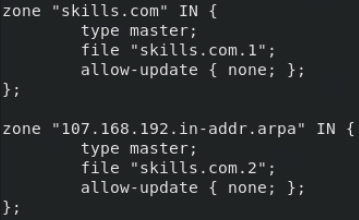 zone "skills.com" IN {
        type master;
        file "skills.com.1";
        allow-update { none; };
};

zone "107.168.192.in-addr.arpa" IN {
        type master;
        file "skills.com.2";
        allow-update { none; };
};